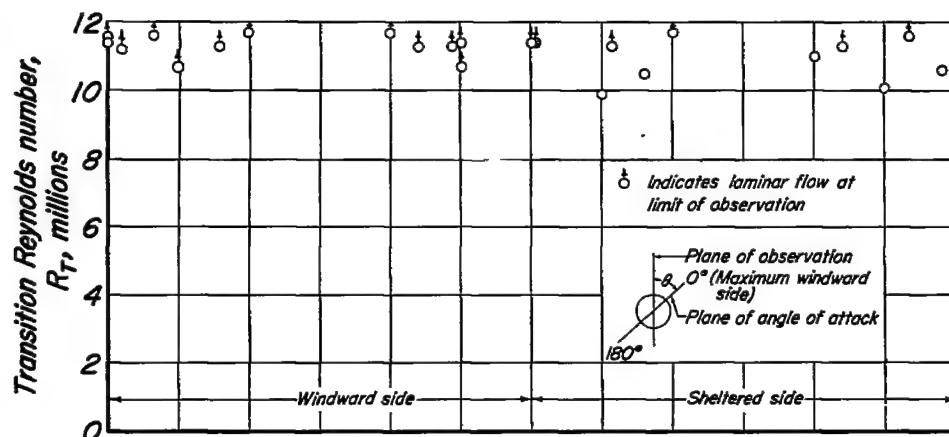 Transition Reynolds number,
R_T, millions
12
10
8
6
4
2
0
Indicates laminar flow at
limit of observation
Plane of observation
θ
0° (Maximum windward
side)
Plane of angle of attack
180°
Windward side
Sheltered side